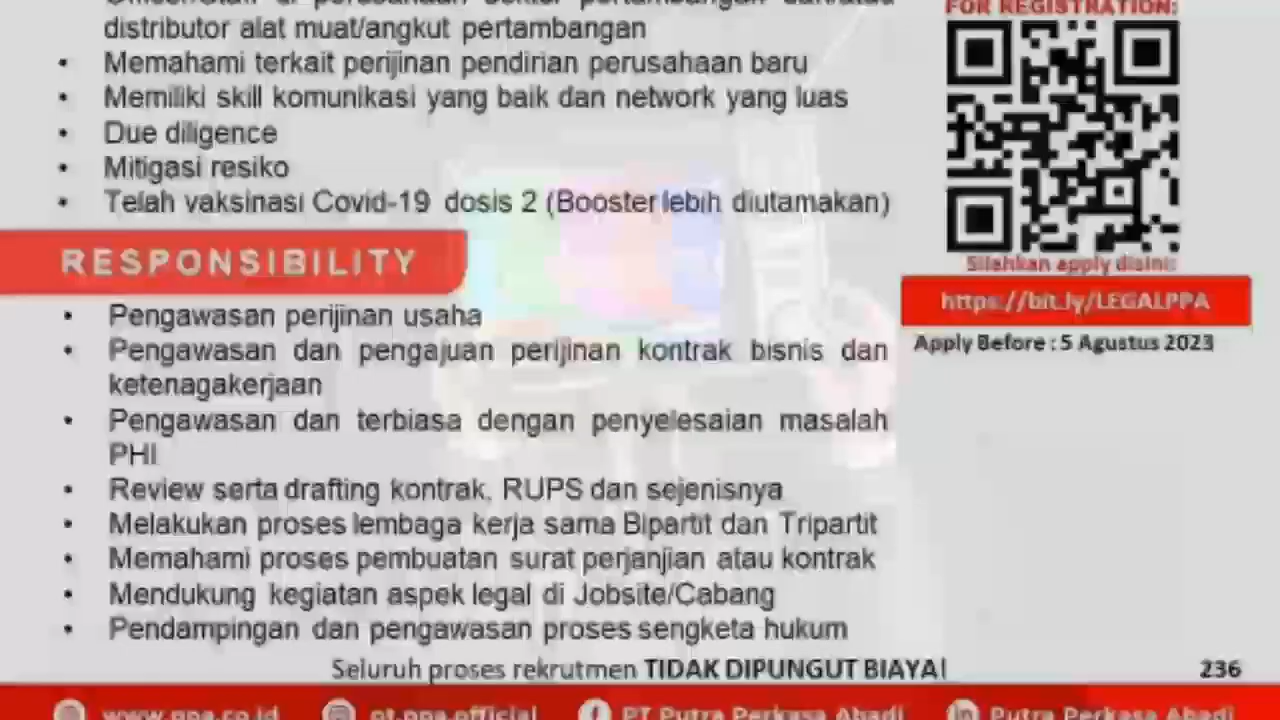 distributor alat muat/angkut pertambangan
• Memahami terkait perijinan pendirian perusahaan baru
• Memiliki skill komunikasi yang baik dan network yang luas
• Due diligence
• Mitigasi resiko
• Telah vaksinasi Covid-19 dosis 2 (Booster lebih diutamakan)
RESPONSIBILITY
• Pengawasan perijinan usaha
• Pengawasan dan pengajuan perijinan kontrak bisnis dan
ketenagakerjaan
• Pengawasan dan terbiasa dengan penyelesaian masalah
PHI
• Review serta drafting kontrak, RUPS dan sejenisnya
• Melakukan proses lembaga kerja sama Bipartit dan Tripartit
• Memahami proses pembuatan surat perjanjian atau kontrak
• Mendukung kegiatan aspek legal di Jobsite/Cabang
• Pendampingan dan pengawasan proses sengketa hukum
FOR REGISTRATION:
Silahkan apply disini:
https://bit.ly/LEGALPPA
Apply Before : 5 Agustus 2023
Seluruh proses rekrutmen TIDAK DIPUNGUT BIAYA!
236
www.ppa.co.id
pt-ppa-official
PT Putra Perkasa Abadi
Putra Perkasa Abadi